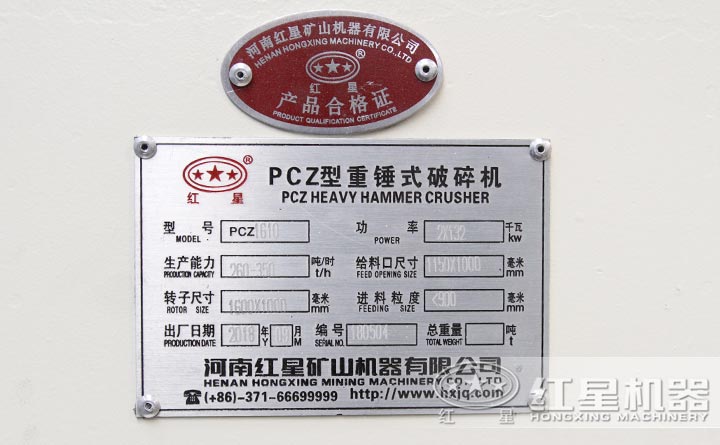 河南红星矿山机器有限公司
HENAN HONGXING MACHINERY CO.,LTD.
®
红星
产品合格证
PRODUCT QUALIFICATION CERTIFICATE
®
红星
PCZ型重锤式破碎机
PCZ HEAVY HAMMER CRUSHER
型号 PCZ 1610 功率 2X132 千瓦
MODEL POWER kw
生产能力 260-350 吨/时 给料口尺寸 1150X1000 毫米
PRODUCTION CAPACITY t/h FEED OPENING SIZE mm
转子尺寸 1600X1000 毫米 进料粒度 <900 毫米
ROTOR SIZE mm FEEDING SIZE mm
出厂日期 2018 年 09 月 编号 180504 总重量 吨
PRODUCTION DATE Y M SERIAL NO. TOTAL WEIGHT t
河南红星矿山机器有限公司
HENAN HONGXING MINING MACHINERY CO., LTD.
☎(+86)-371-66699999 http://www.hxjq.com
红星
红星机器
HONGXING MACHINERY